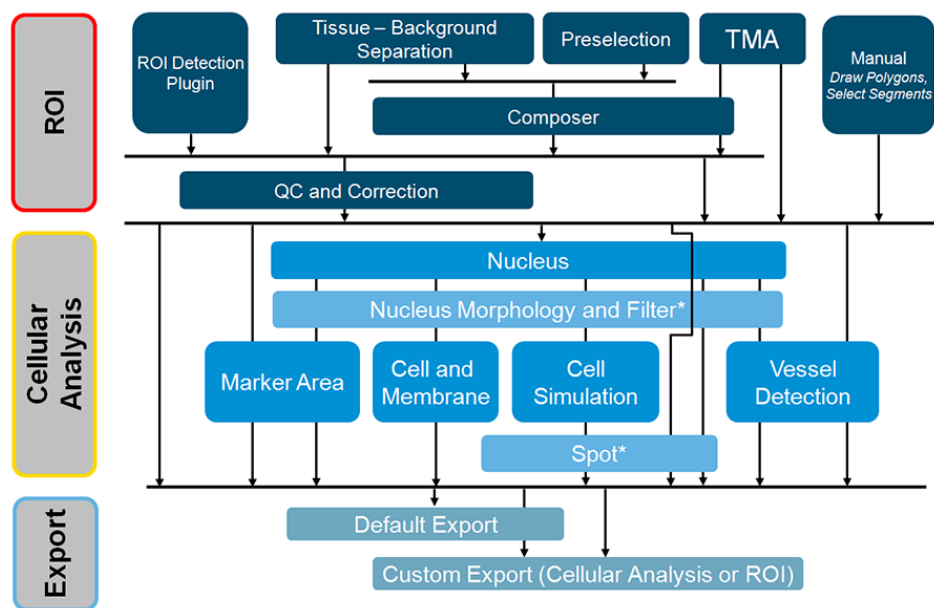 ROI
ROI Detection
Plugin
Tissue – Background
Separation
Preselection
TMA
Manual
Draw Polygons,
Select Segments
Composer
QC and Correction
Cellular
Analysis
Nucleus
Nucleus Morphology and Filter*
Marker Area
Cell and
Membrane
Cell
Simulation
Vessel
Detection
Spot*
Export
Default Export
Custom Export (Cellular Analysis or ROI)